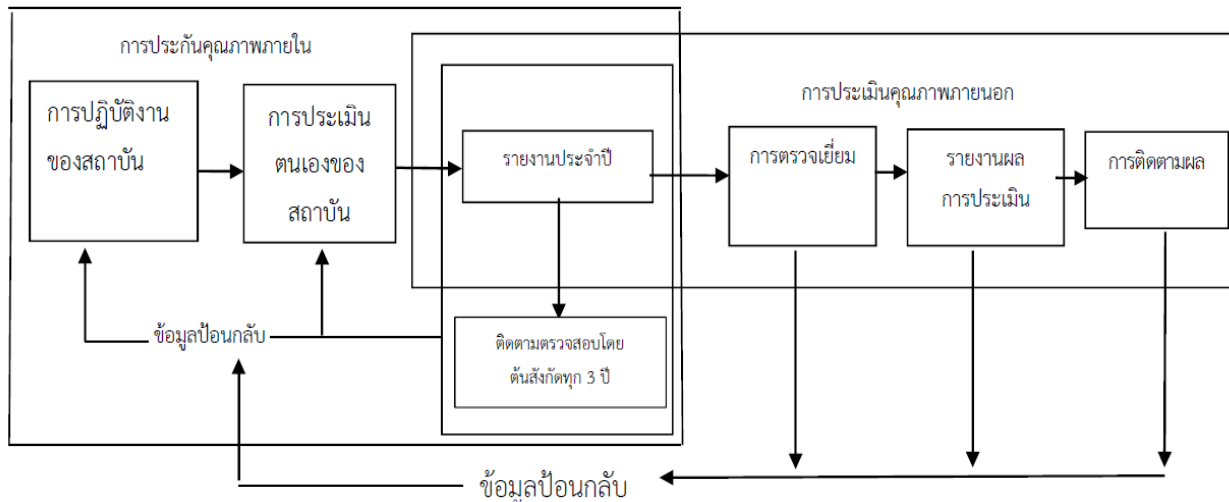 การประกันคุณภาพภายใน
การประเมินคุณภาพภายนอก
การปฏิบัติงาน
ของสถาบัน
การประเมิน
ตนเองของ
สถาบัน
รายงานประจำปี
การตรวจเยี่ยม
รายงานผล
การประเมิน
การติดตามผล
ข้อมูลป้อนกลับ
ติดตามตรวจสอบโดย
ต้นสังกัดทุก 3 ปี
ข้อมูลป้อนกลับ